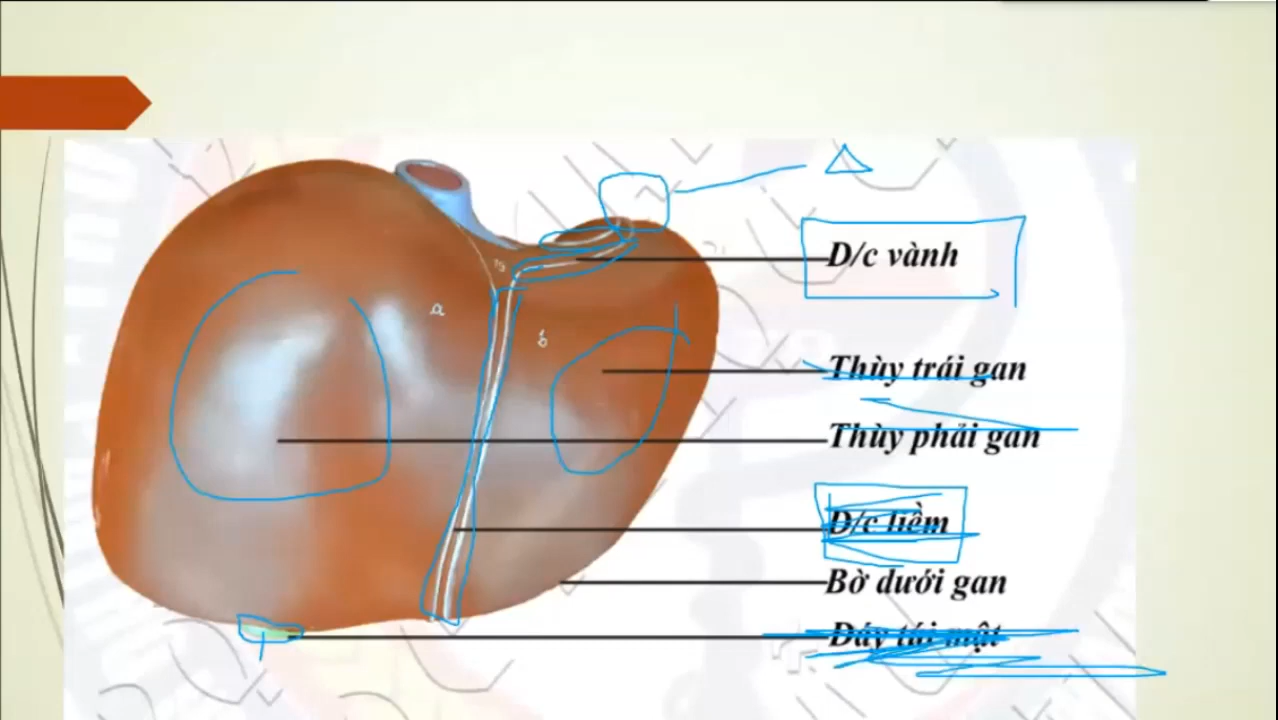 D/c vành
Thùy trái gan
Thùy phải gan
D/c liềm
Bờ dưới gan
Đáy túi mật
a
b